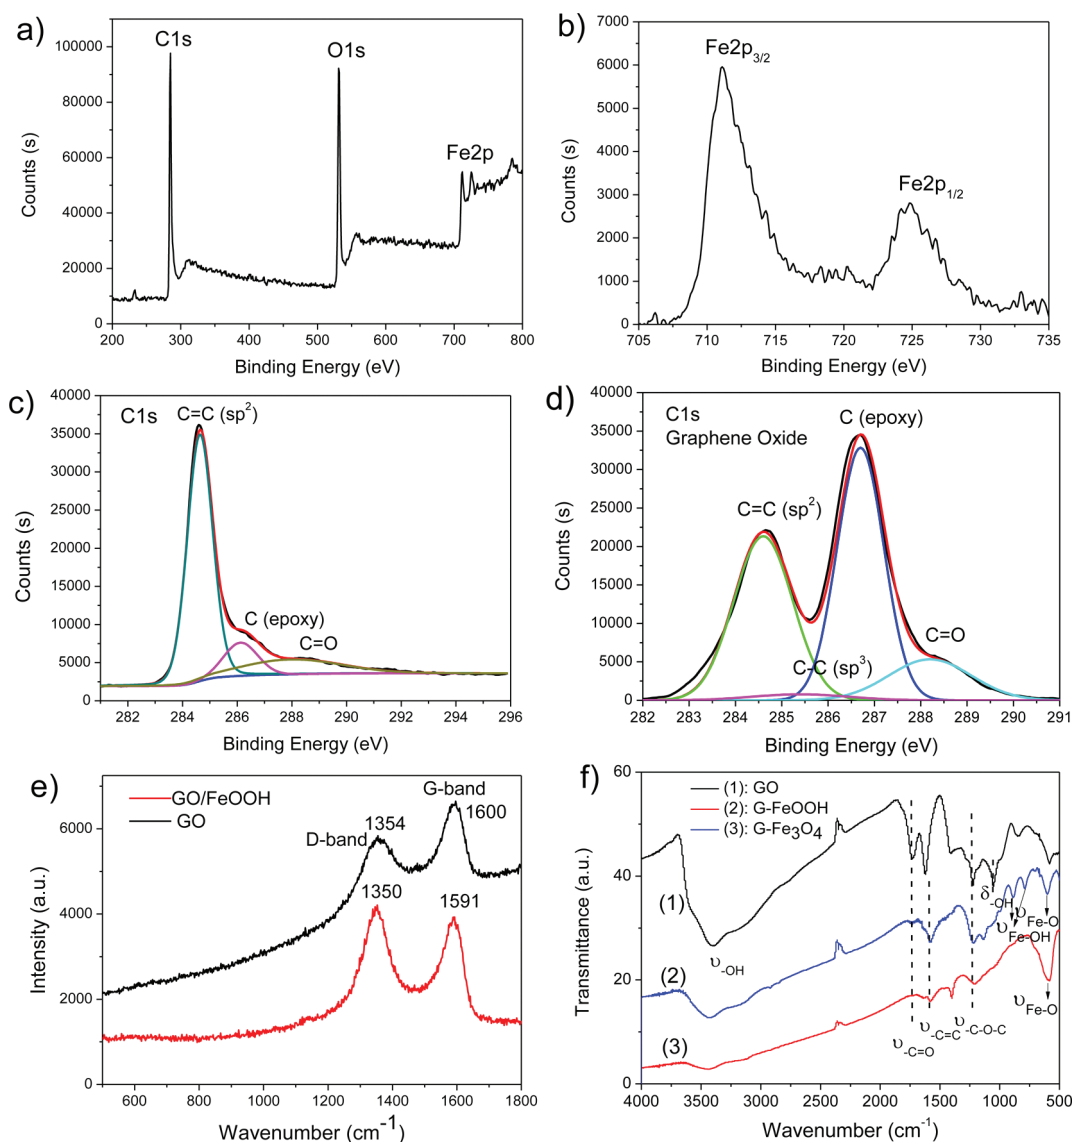 a)
C1s
O1s
Fe2p
100000
80000
60000
40000
20000
0
200 300 400 500 600 700 800
Counts (s)
Binding Energy (eV)
b)
Fe2p3/2
Fe2p1/2
7000
6000
5000
4000
3000
2000
1000
0
705 710 715 720 725 730 735
Counts (s)
Binding Energy (eV)
c)
C1s
C=C (sp²)
C (epoxy)
C=O
40000
35000
30000
25000
20000
15000
10000
5000
0
282 284 286 288 290 292 294 296
Counts (s)
Binding Energy (eV)
d)
C1s
Graphene Oxide
C (epoxy)
C=C (sp²)
C-C (sp³)
C=O
40000
35000
30000
25000
20000
15000
10000
5000
0
282 283 284 285 286 287 288 289 290 291
Counts (s)
Binding Energy (eV)
e)
GO/FeOOH
GO
G-band
1600
D-band
1354
1350
1591
6000
4000
2000
0
600 800 1000 1200 1400 1600 1800
Intensity (a.u.)
Wavenumber (cm⁻¹)
f)
(1): GO
(2): G-FeOOH
(3): G-Fe₃O₄
(1)
(2)
(3)
υ-OH
δ-OH
υFe-OH
υFe-O
υFe-O
υ-C=O
υ-C=C
υ-C-O-C
60
40
20
0
4000 3500 3000 2500 2000 1500 1000 500
Transmittance (a.u.)
Wavenumber (cm⁻¹)